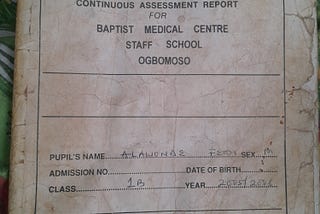 CONTINUOUS ASSESSMENT REPORT
FOR
BAPTIST MEDICAL CENTRE
STAFF SCHOOL
OGBOMOSO
PUPIL'S NAME ALAWONDE SEX M
ADMISSION NO. DATE OF BIRTH
CLASS 1B YEAR